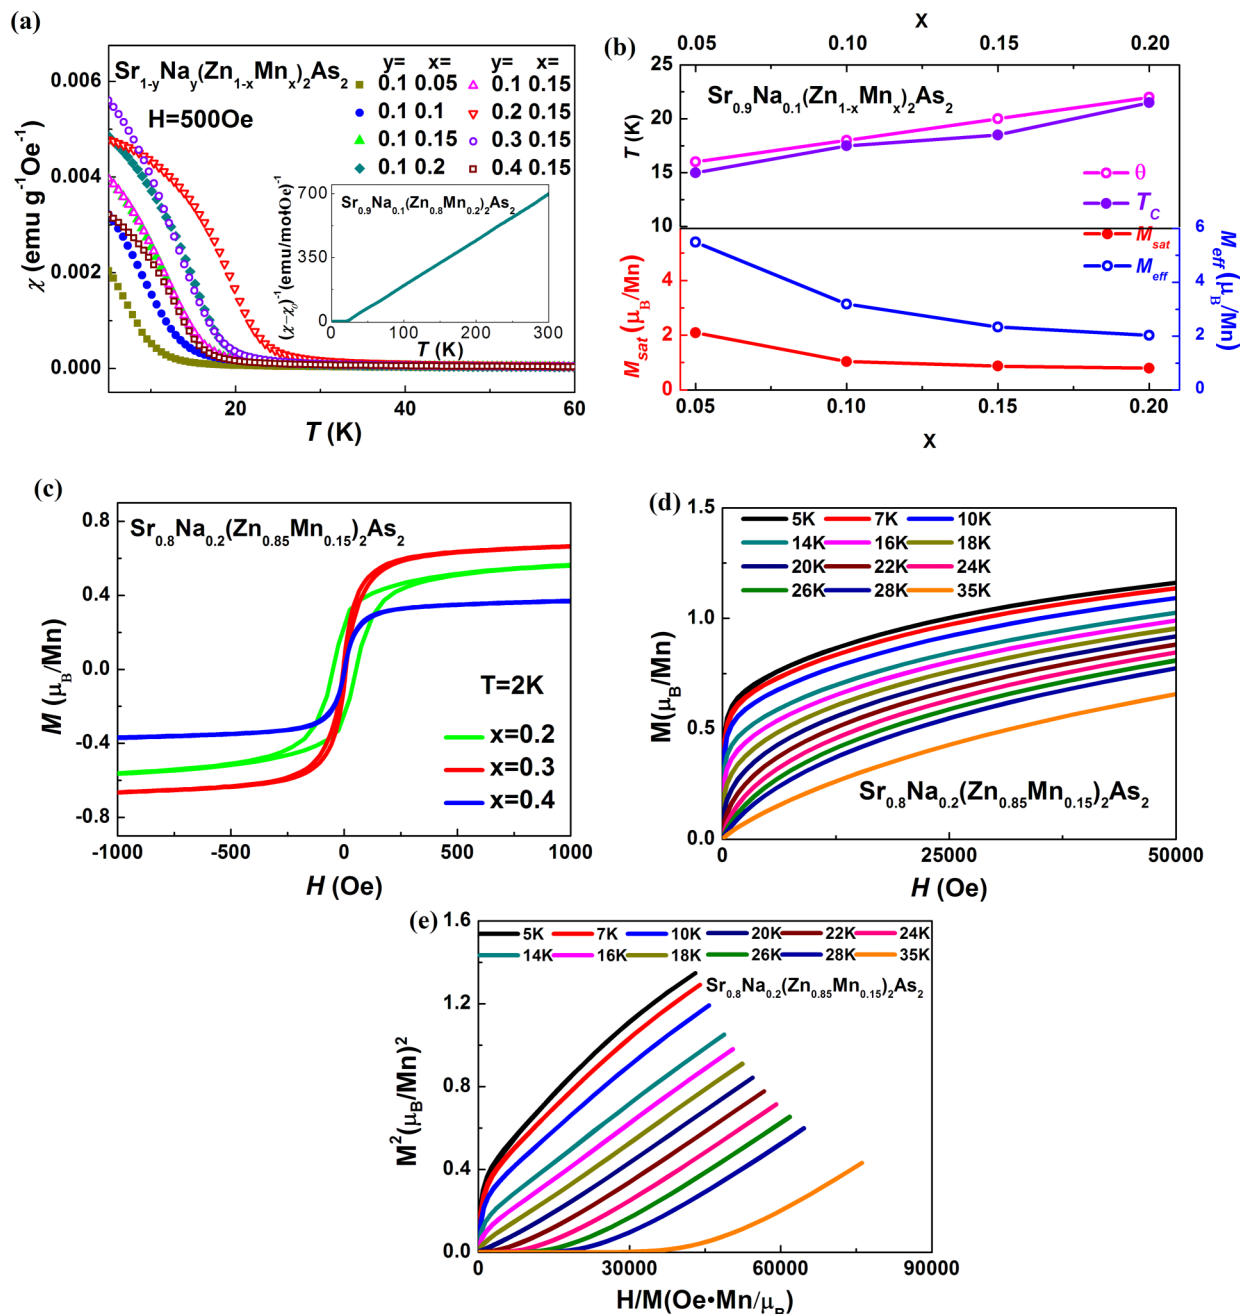 (a)
Sr1-yNay(Zn1-xMnx)2As2
H=500Oe
y= x= y= x=
0.1 0.05 0.1 0.15
0.1 0.1 0.2 0.15
0.1 0.15 0.3 0.15
0.1 0.2 0.4 0.15
0.006
0.004
0.002
0.000
χ (emu g-1Oe-1)
20 40 60
T (K)
Sr0.9Na0.1(Zn0.8Mn0.2)2As2
700
350
0
(χ-χ0)-1(emu/molOe)-1
0 100 200 300
T (K)
(b)
X
0.05 0.10 0.15 0.20
Sr0.9Na0.1(Zn1-xMnx)2As2
25
20
15
10
T (K)
θ
TC
Msat
Meff
4
2
0
Msat (μB/Mn)
6
4
2
0
Meff(μB/Mn)
0.05 0.10 0.15 0.20
X
(c)
Sr0.8Na0.2(Zn0.85Mn0.15)2As2
0.8
0.4
0.0
-0.4
-0.8
M (μB/Mn)
T=2K
x=0.2
x=0.3
x=0.4
-1000 -500 0 500 1000
H (Oe)
(d)
1.5
1.0
0.5
0.0
M(μB/Mn)
5K 7K 10K
14K 16K 18K
20K 22K 24K
26K 28K 35K
Sr0.8Na0.2(Zn0.85Mn0.15)2As2
0 25000 50000
H (Oe)
(e)
1.6
1.2
0.8
0.4
0.0
M2(μB/Mn)2
5K 7K 10K 20K 22K 24K
14K 16K 18K 26K 28K 35K
Sr0.8Na0.2(Zn0.85Mn0.15)2As2
0 30000 60000 90000
H/M(Oe•Mn/μB)